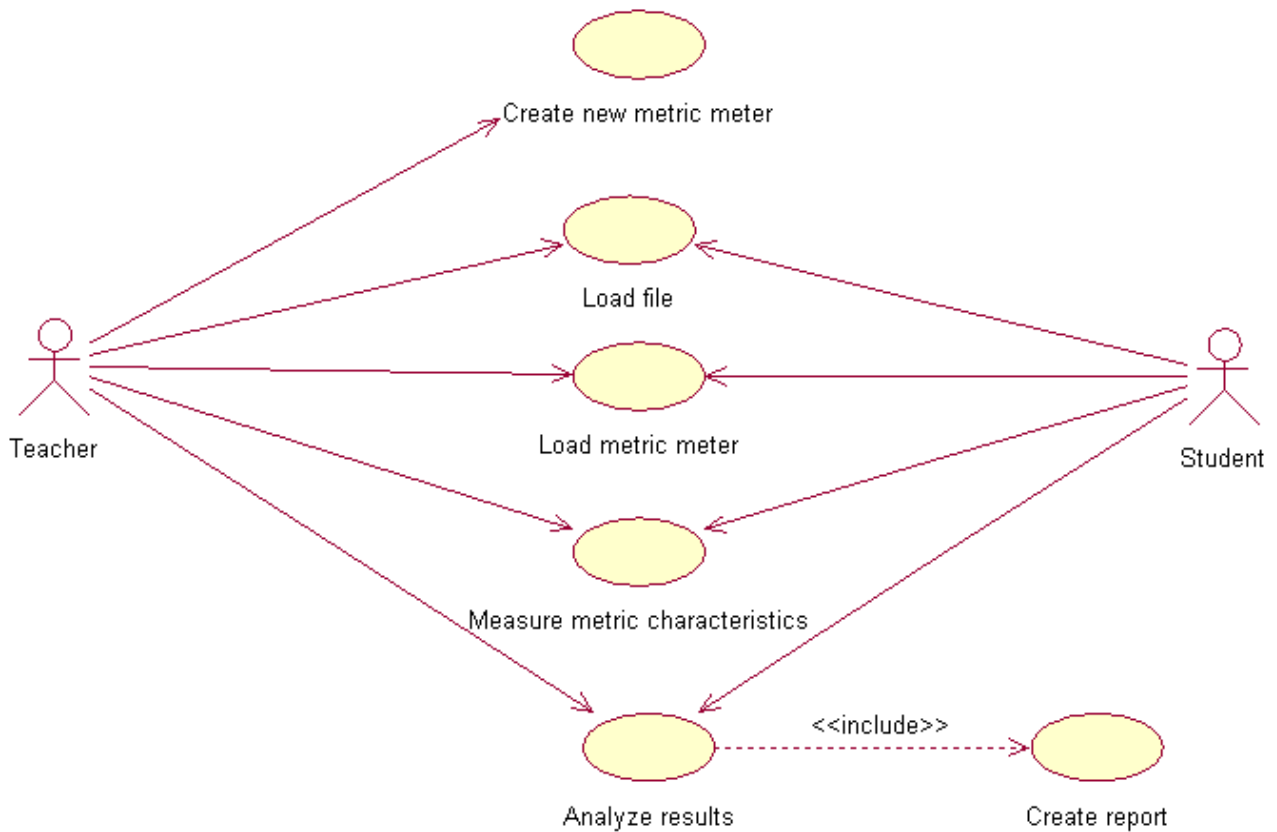 Create new metric meter
Load file
Teacher
Load metric meter
Student
Measure metric characteristics
<<include>>
Analyze results
Create report